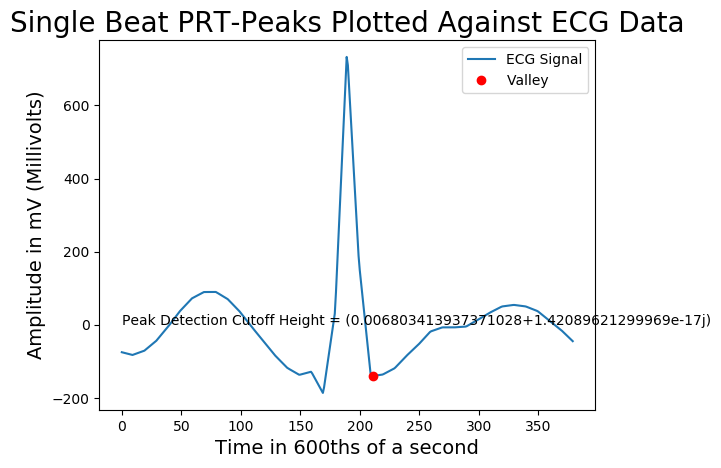 Single Beat PRT-Peaks Plotted Against ECG Data
ECG Signal
Valley
Amplitude in mV (Millivolts)
600
400
200
0
−200
Peak Detection Cutoff Height = (0.006803413937371028+1.42089621299969e-17j)
0 50 100 150 200 250 300 350
Time in 600ths of a second